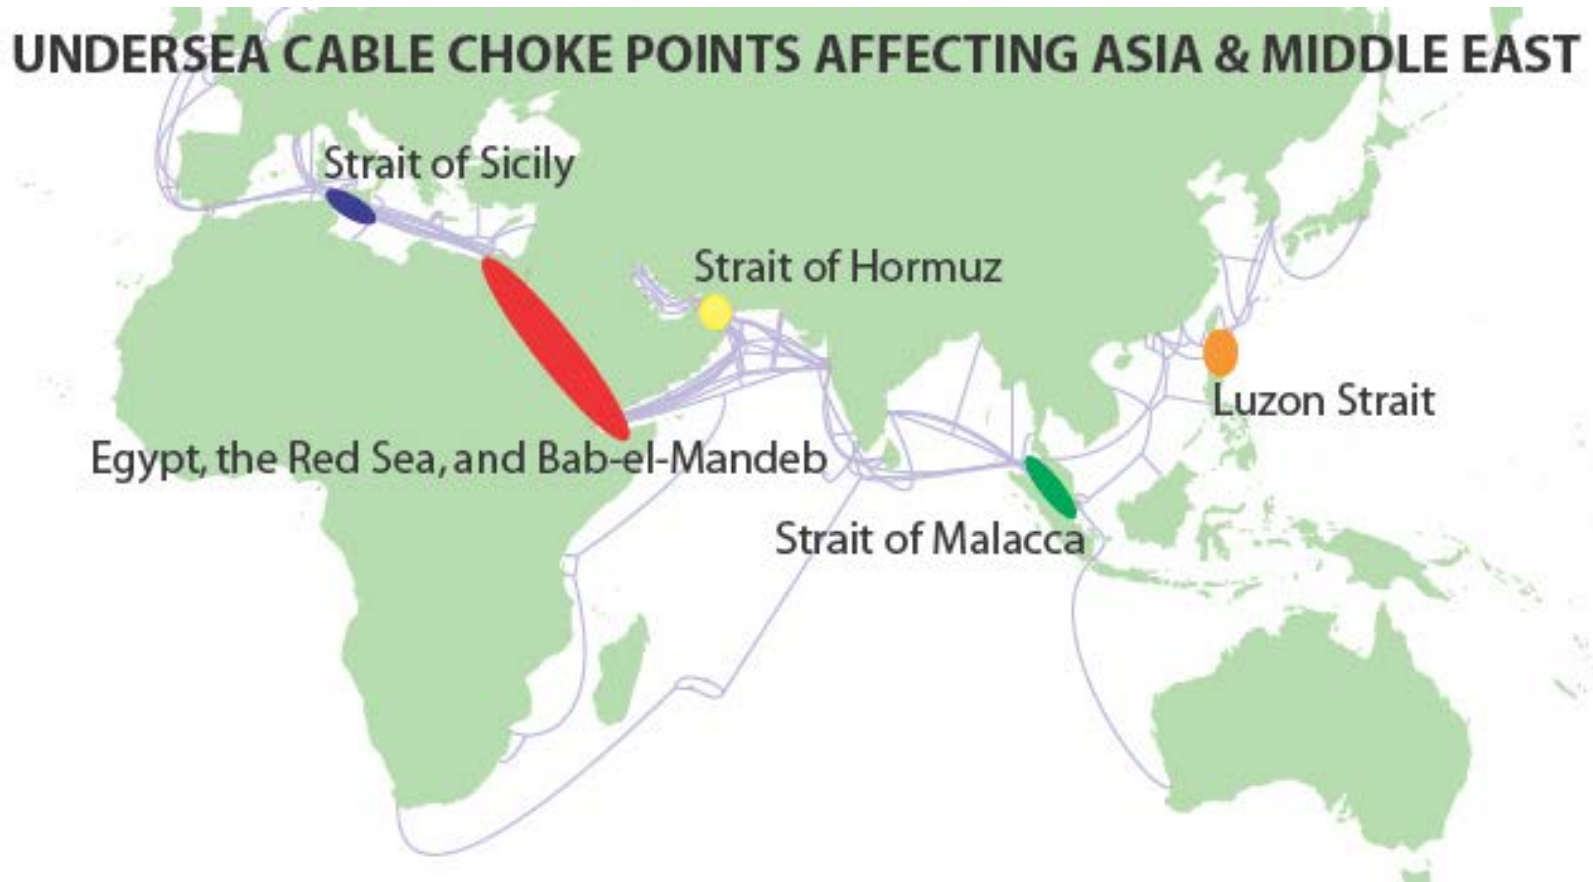 UNDERSEA CABLE CHOKE POINTS AFFECTING ASIA & MIDDLE EAST
Strait of Sicily
Strait of Hormuz
Luzon Strait
Egypt, the Red Sea, and Bab-el-Mandeb
Strait of Malacca